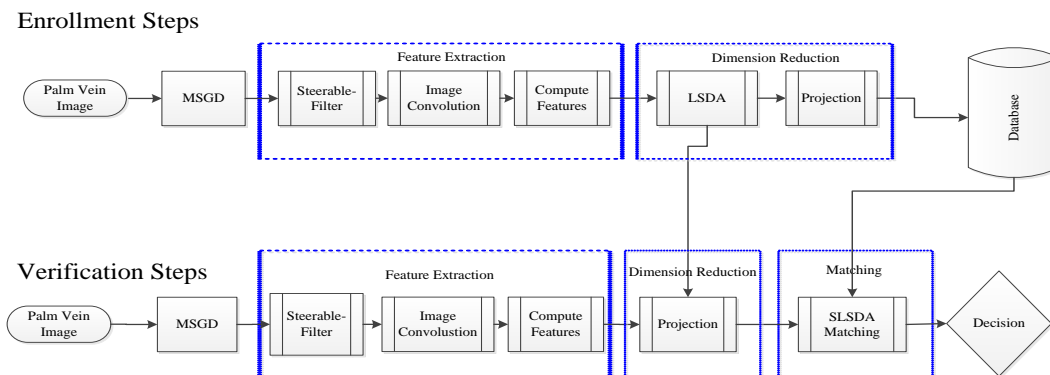 Enrollment Steps
Feature Extraction
Dimension Reduction
Palm Vein
Image
MSGD
Steerable-
Filter
Image
Convolution
Compute
Features
LSDA
Projection
Database
Verification Steps
Feature Extraction
Dimension Reduction
Matching
Palm Vein
Image
MSGD
Steerable-
Filter
Image
Convolustion
Compute
Features
Projection
SLSDA
Matching
Decision